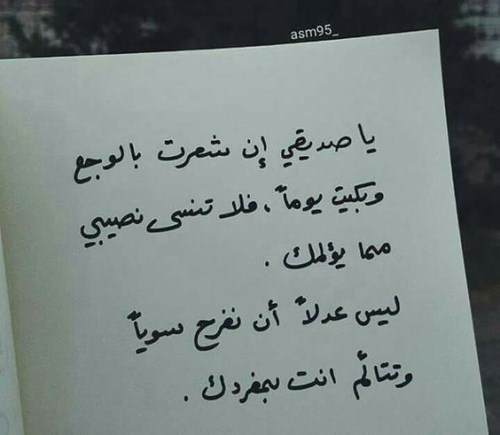 asm95_
يا صديقي إن شعرت بالوجع
وبكيت يوماً، فلا تنسى نصيبي
مما يؤلمك .
ليس عدلاً أن نفرح سوياً
وتتألّم انت بمفردك .